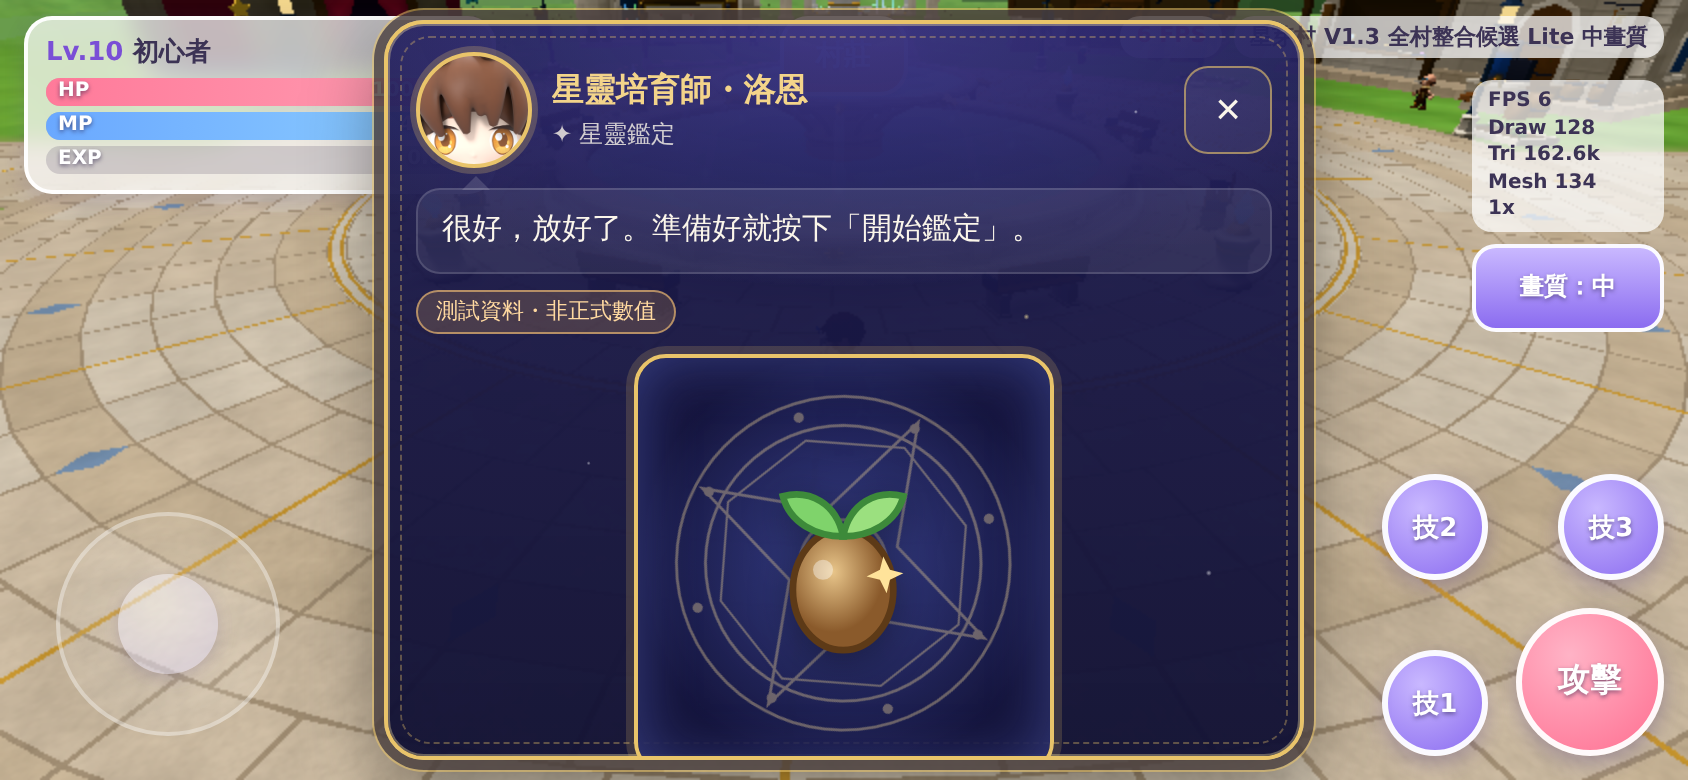 Lv.10 初心者
HP
MP
EXP
星靈培育師・洛恩
✦ 星靈鑑定
×
很好，放好了。準備好就按下「開始鑑定」。
測試資料・非正式數值
村 V1.3 全村整合候選 Lite 中畫質
FPS 6
Draw 128
Tri 162.6k
Mesh 134
1x
畫質：中
技2
技3
技1
攻擊